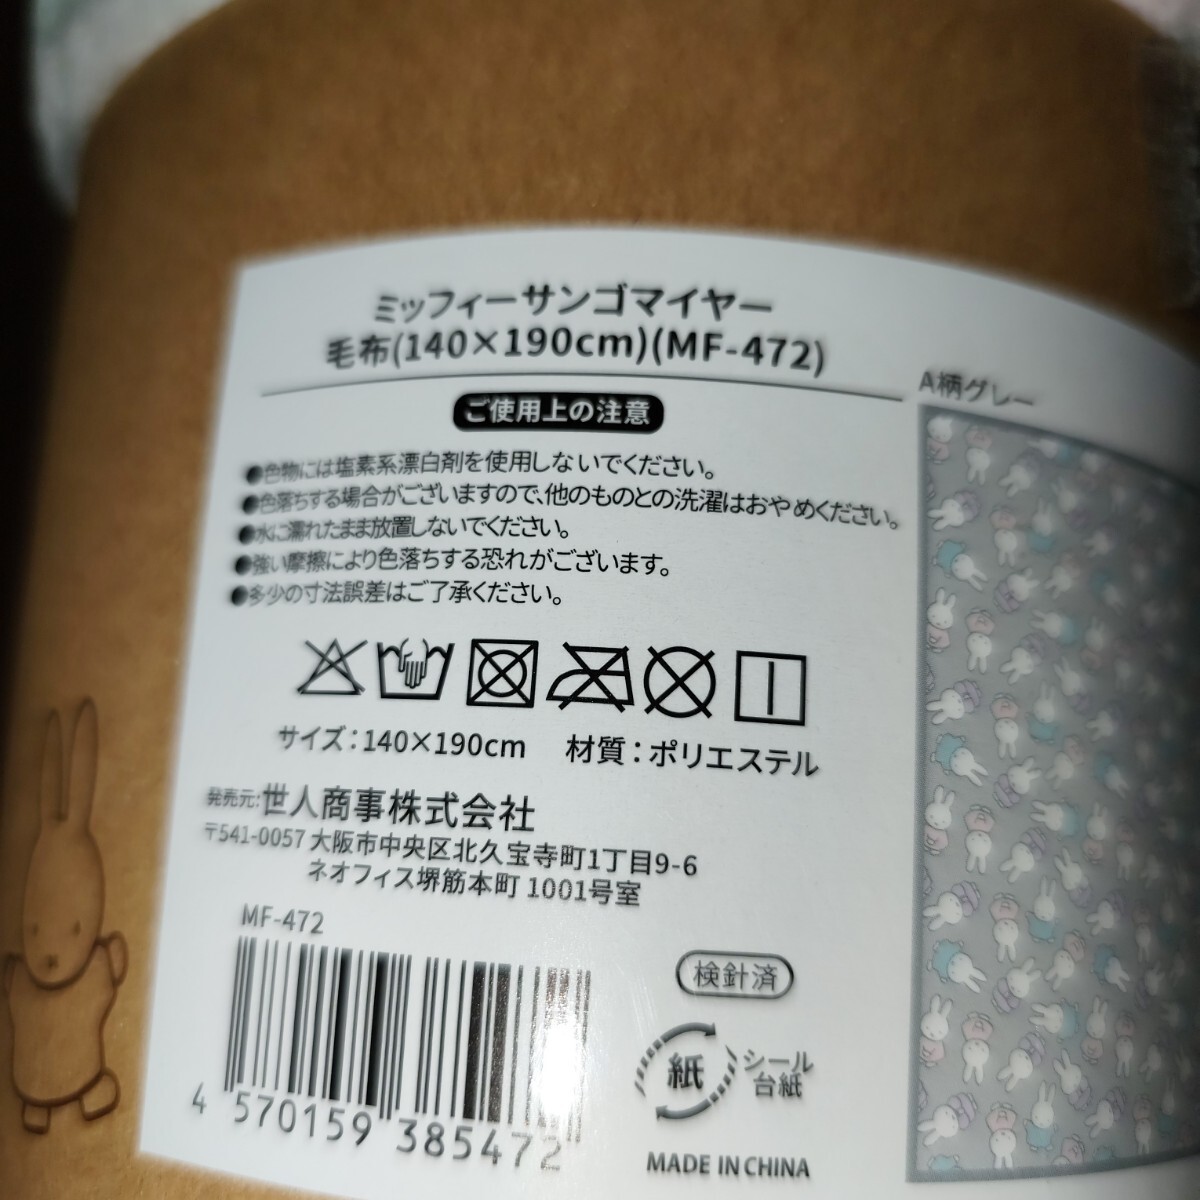 ミッフィーサンゴマイヤー
毛布(140×190cm)(MF-472)
A柄グレー
ご使用上の注意
●色物には塩素系漂白剤を使用しないでください。
●色落ちする場合がございますので、他のものとの洗濯はおやめください。
●水に濡れたまま放置しないでください。
●強い摩擦により色落ちする恐れがございます。
●多少の寸法誤差はご了承ください。
サイズ:140×190cm 材質:ポリエステル
発売元:世人商事株式会社
〒541-0057 大阪市中央区北久宝寺町1丁目9-6
ネオフィス堺筋本町 1001号室
MF-472
4 570159 385472
検針済
紙
シール
台紙
MADE IN CHINA